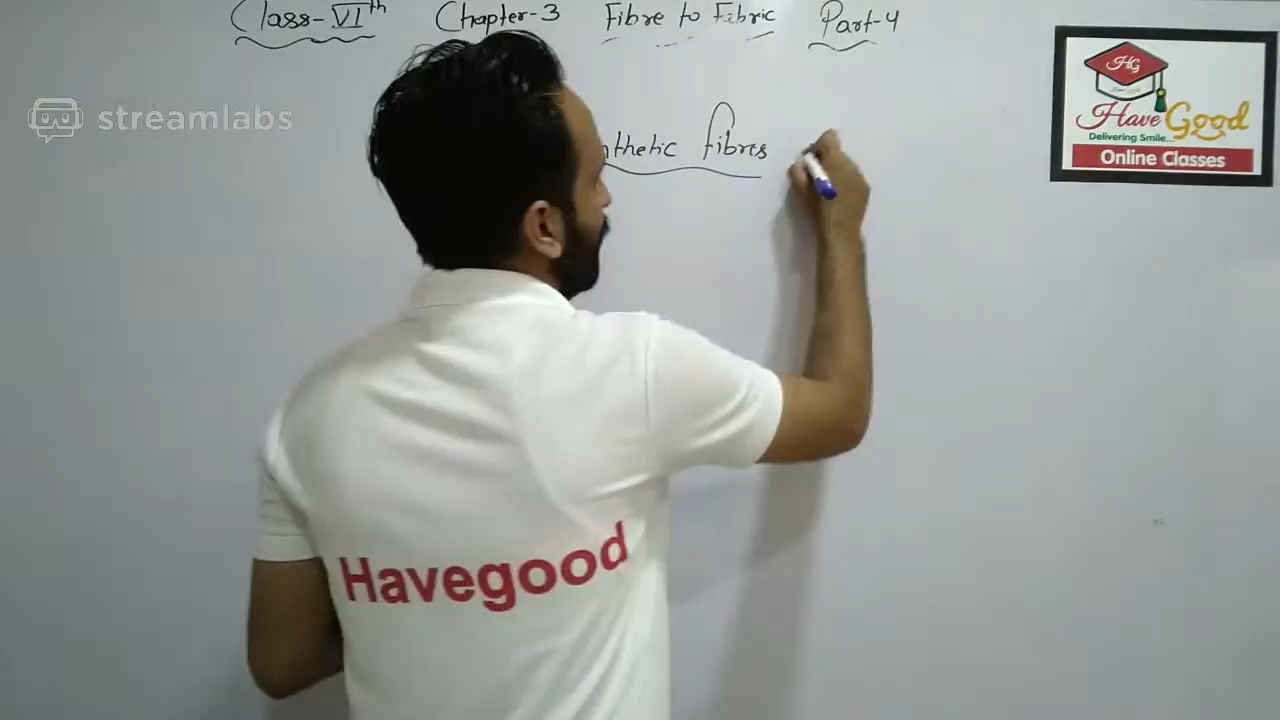 Class-VIth Chapter-3 Fibre to Fabric Part-4
streamlabs
nthetic fibres
HG
Have Good
Delivering Smile...
Online Classes
Havegood